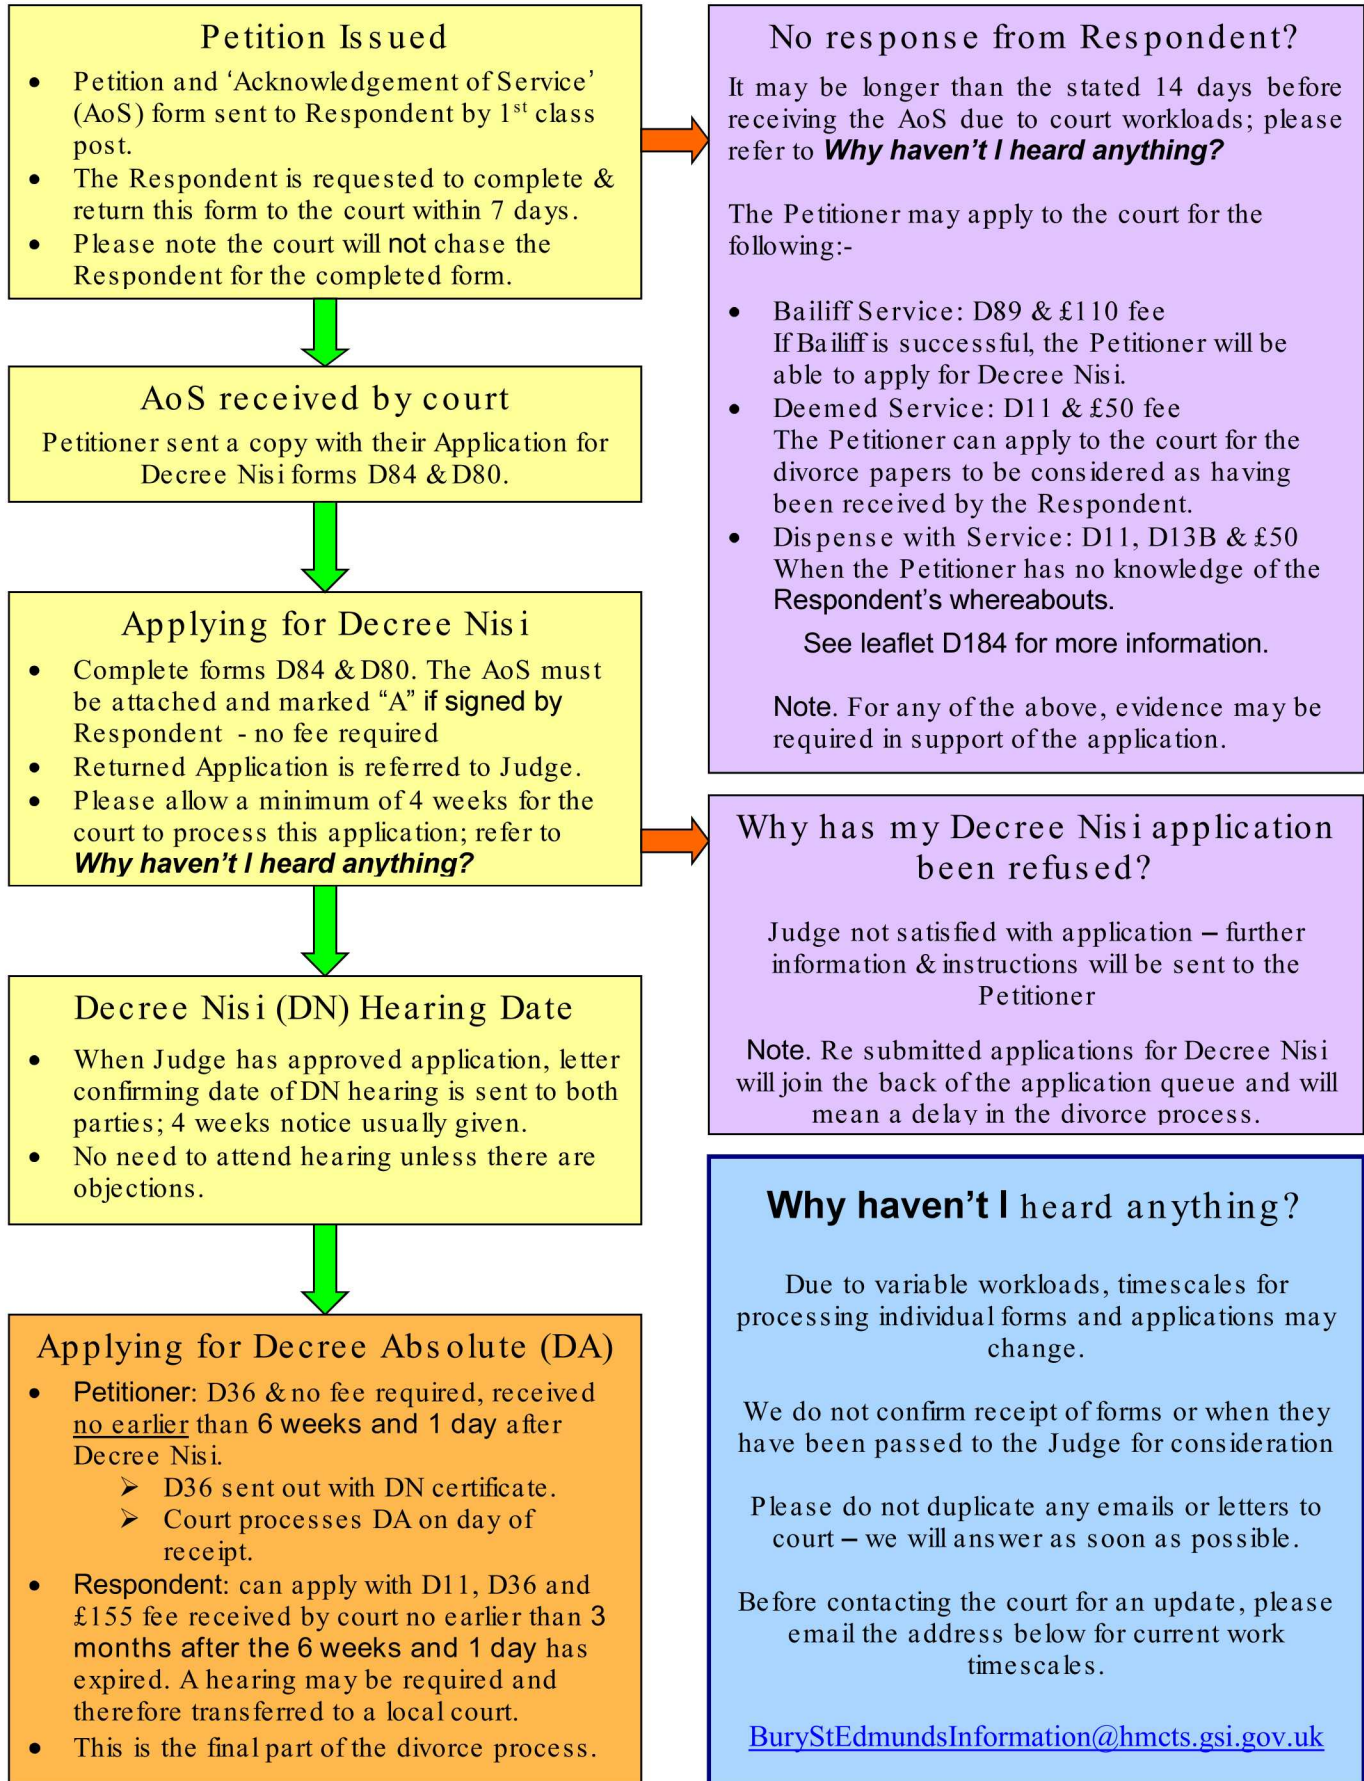 Petition Issued
• Petition and ‘Acknowledgement of Service’
(AoS) form sent to Respondent by 1st class
post.
• The Respondent is requested to complete &
return this form to the court within 7 days.
• Please note the court will not chase the
Respondent for the completed form.
AoS received by court
Petitioner sent a copy with their Application for
Decree Nisi forms D84 & D80.
Applying for Decree Nisi
• Complete forms D84 & D80. The AoS must
be attached and marked “A” if signed by
Respondent - no fee required
• Returned Application is referred to Judge.
• Please allow a minimum of 4 weeks for the
court to process this application; refer to
Why haven’t I heard anything?
Decree Nisi (DN) Hearing Date
• When Judge has approved application, letter
confirming date of DN hearing is sent to both
parties; 4 weeks notice usually given.
• No need to attend hearing unless there are
objections.
Applying for Decree Absolute (DA)
• Petitioner: D36 & no fee required, received
no earlier than 6 weeks and 1 day after
Decree Nisi.
➢ D36 sent out with DN certificate.
➢ Court processes DA on day of
receipt.
• Respondent: can apply with D11, D36 and
£155 fee received by court no earlier than 3
months after the 6 weeks and 1 day has
expired. A hearing may be required and
therefore transferred to a local court.
• This is the final part of the divorce process.
No response from Respondent?
It may be longer than the stated 14 days before
receiving the AoS due to court workloads; please
refer to Why haven’t I heard anything?
The Petitioner may apply to the court for the
following:-
• Bailiff Service: D89 & £110 fee
If Bailiff is successful, the Petitioner will be
able to apply for Decree Nisi.
• Deemed Service: D11 & £50 fee
The Petitioner can apply to the court for the
divorce papers to be considered as having
been received by the Respondent.
• Dispense with Service: D11, D13B & £50
When the Petitioner has no knowledge of the
Respondent’s whereabouts.
See leaflet D184 for more information.
Note. For any of the above, evidence may be
required in support of the application.
Why has my Decree Nisi application
been refused?
Judge not satisfied with application – further
information & instructions will be sent to the
Petitioner
Note. Re submitted applications for Decree Nisi
will join the back of the application queue and will
mean a delay in the divorce process.
Why haven’t I heard anything?
Due to variable workloads, timescales for
processing individual forms and applications may
change.
We do not confirm receipt of forms or when they
have been passed to the Judge for consideration
Please do not duplicate any emails or letters to
court – we will answer as soon as possible.
Before contacting the court for an update, please
email the address below for current work
timescales.
BuryStEdmundsInformation@hmcts.gsi.gov.uk